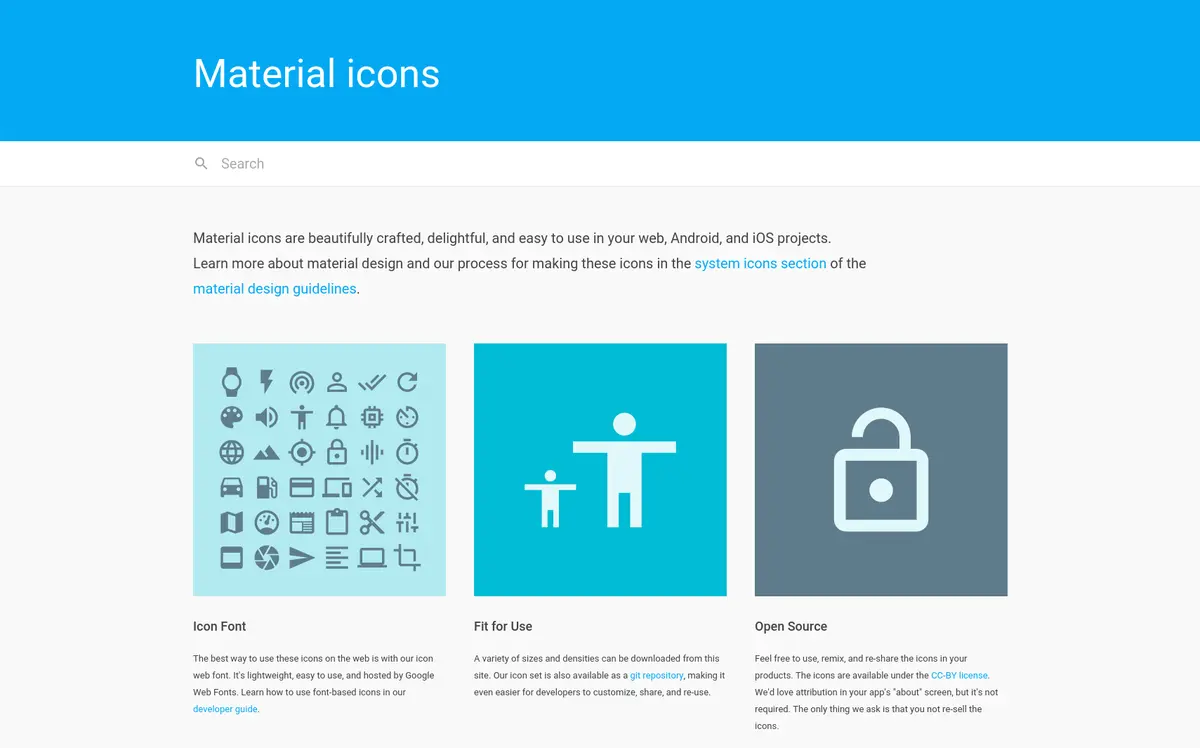 Material icons
Search
Material icons are beautifully crafted, delightful, and easy to use in your web, Android, and iOS projects.
Learn more about material design and our process for making these icons in the system icons section of the
material design guidelines.
Icon Font
The best way to use these icons on the web is with our icon
web font. It's lightweight, easy to use, and hosted by Google
Web Fonts. Learn how to use font-based icons in our
developer guide.
Fit for Use
A variety of sizes and densities can be downloaded from this
site. Our icon set is also available as a git repository, making it
even easier for developers to customize, share, and re-use.
Open Source
Feel free to use, remix, and re-share the icons in your
products. The icons are available under the CC-BY license.
We'd love attribution in your app's "about" screen, but it's not
required. The only thing we ask is that you not re-sell the
icons.